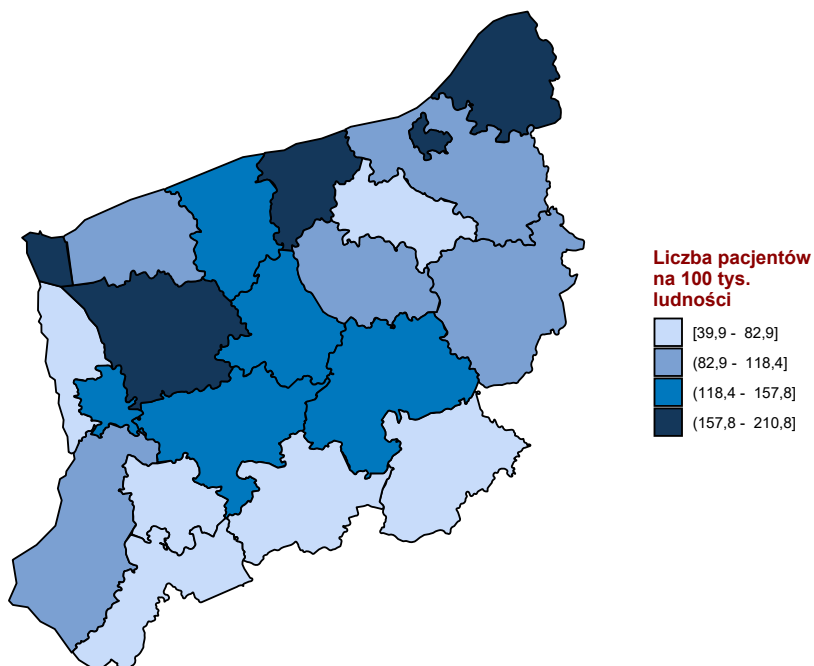 Liczba pacjentów
na 100 tys.
ludności
[39,9 - 82,9]
(82,9 - 118,4]
(118,4 - 157,8]
(157,8 - 210,8]